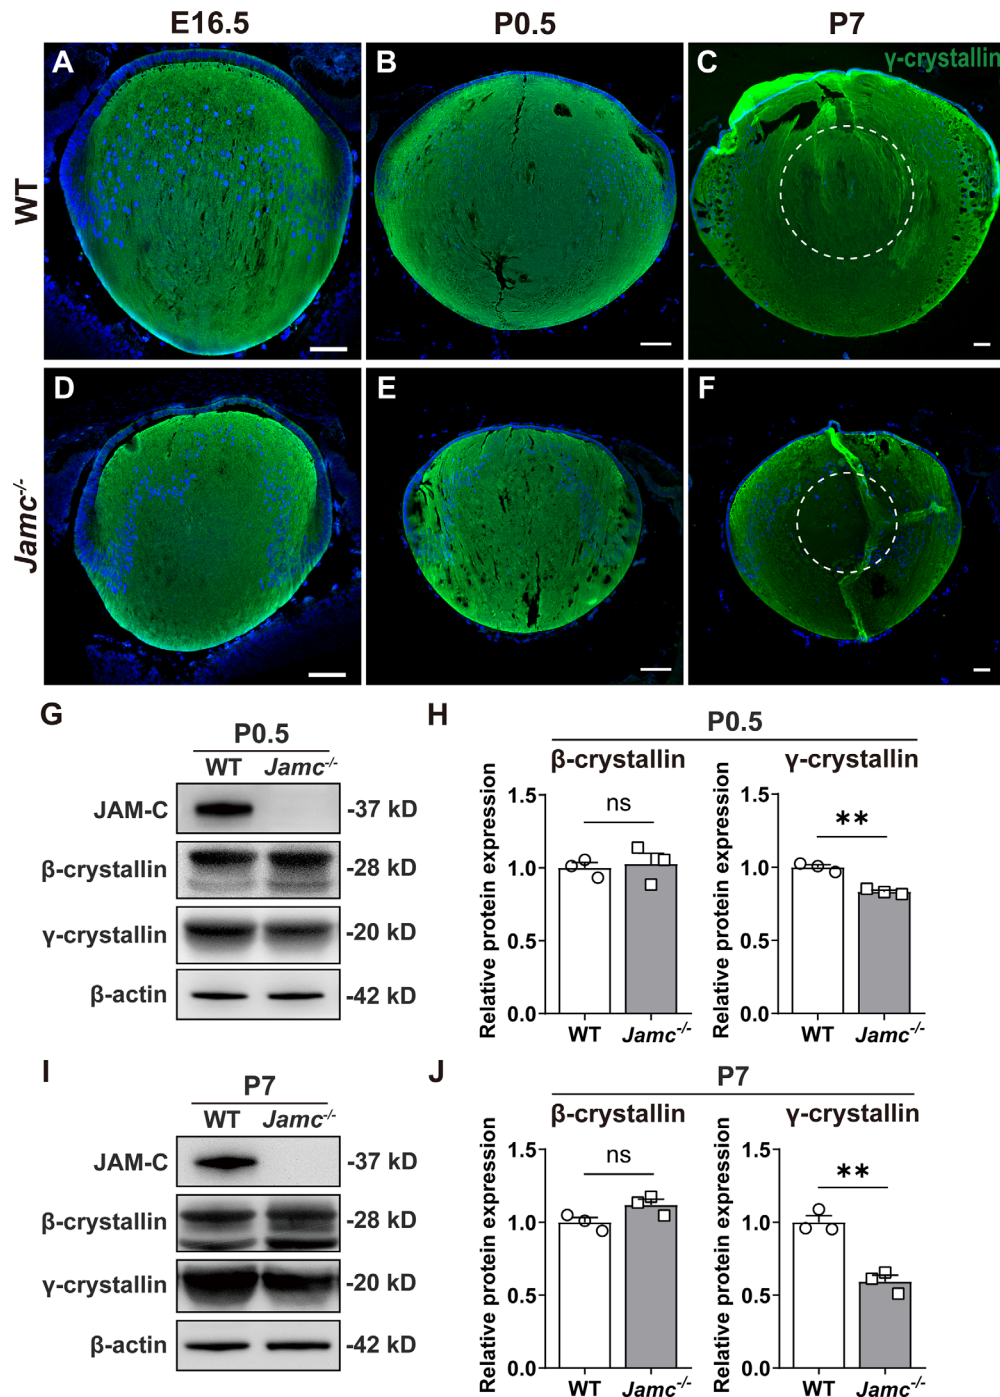 E16.5 P0.5 P7
WT
A B C γ-crystallin
Jamc-/-
D E F
G
P0.5
WT Jamc-/-
JAM-C -37 kD
β-crystallin -28 kD
γ-crystallin -20 kD
β-actin -42 kD
H
P0.5
β-crystallin γ-crystallin
Relative protein expression
1.5
1.0
0.5
0.0
ns
WT Jamc-/-
Relative protein expression
1.5
1.0
0.5
0.0
**
WT Jamc-/-
I
P7
WT Jamc-/-
JAM-C -37 kD
β-crystallin -28 kD
γ-crystallin -20 kD
β-actin -42 kD
J
P7
β-crystallin γ-crystallin
Relative protein expression
1.5
1.0
0.5
0.0
ns
WT Jamc-/-
Relative protein expression
1.5
1.0
0.5
0.0
**
WT Jamc-/-